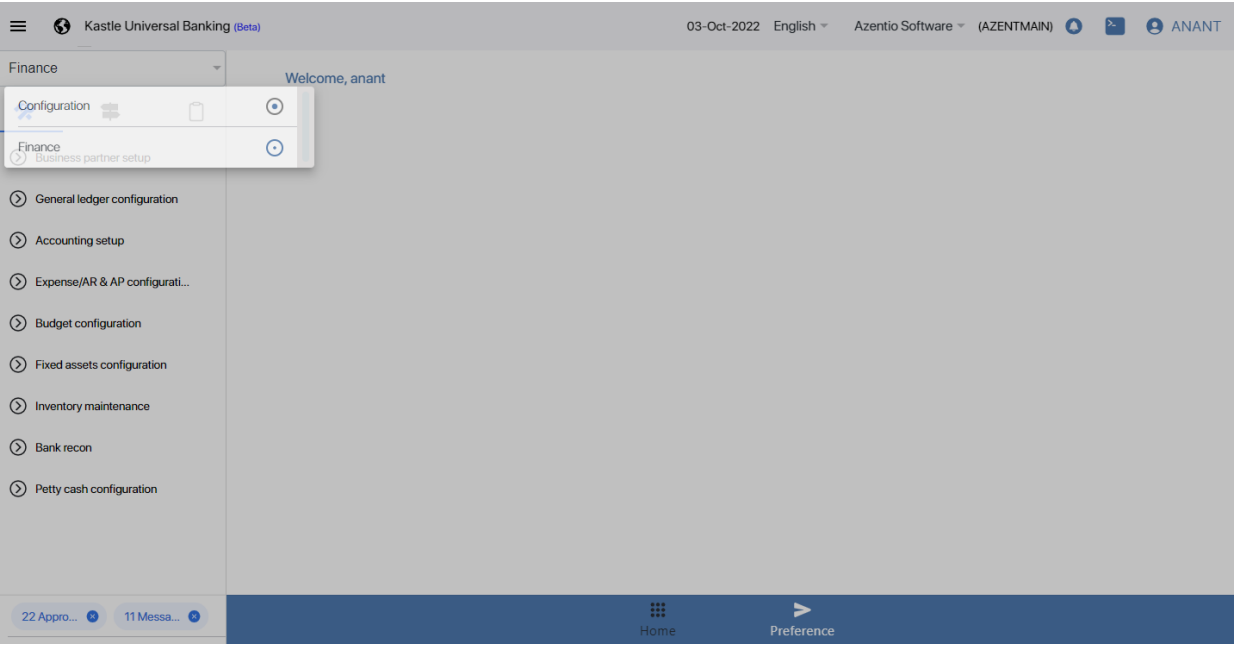 Kastle Universal Banking (Beta)
03-Oct-2022 English Azentio Software (AZENTMAIN) ANANT
Finance
Welcome, anant
Configuration
Finance
Business partner setup
General ledger configuration
Accounting setup
Expense/AR & AP configurati...
Budget configuration
Fixed assets configuration
Inventory maintenance
Bank recon
Petty cash configuration
22 Appro... 11 Messa...
Home Preference